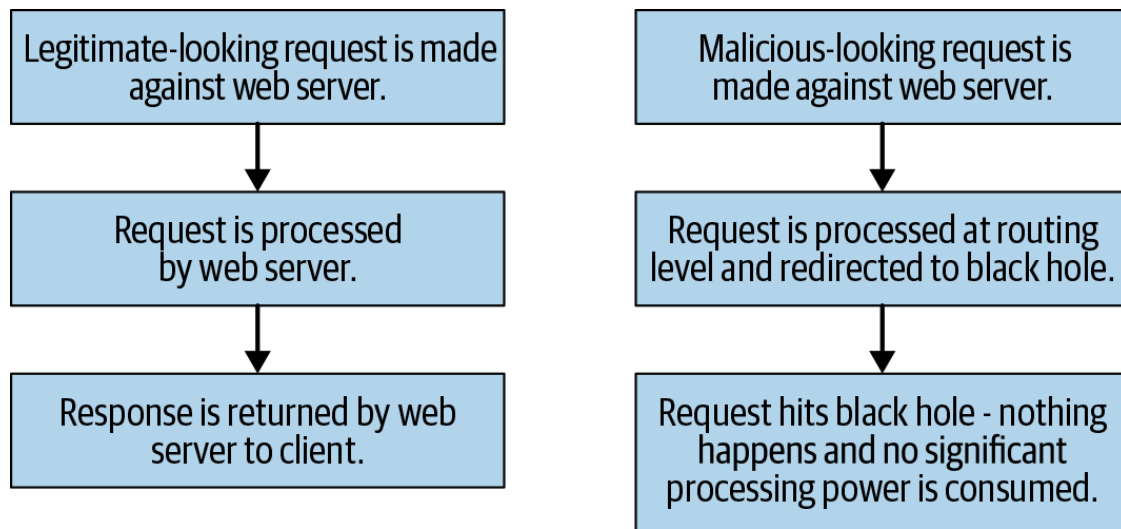 Legitimate-looking request is made
against web server.
Request is processed
by web server.
Response is returned by web
server to client.
Malicious-looking request is
made against web server.
Request is processed at routing
level and redirected to black hole.
Request hits black hole - nothing
happens and no significant
processing power is consumed.